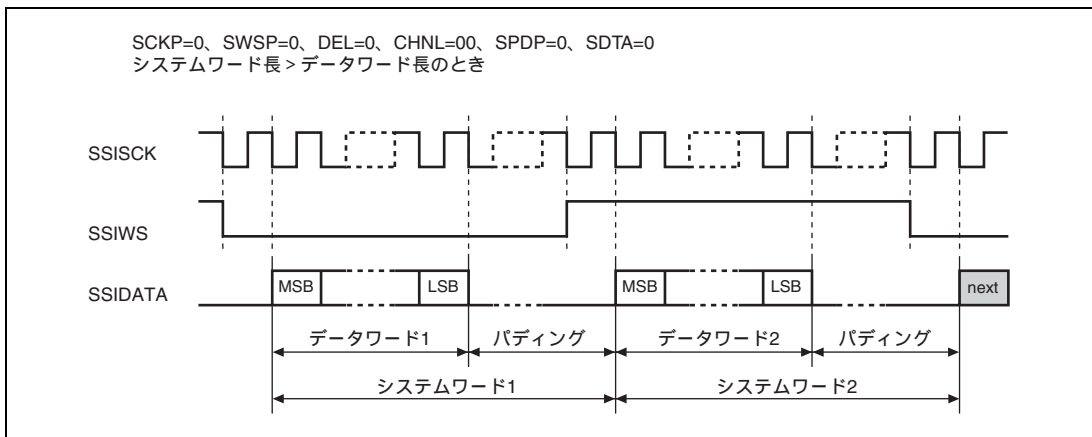 SCKP=0、SWSP=0、DEL=0、CHNL=00、SPDP=0、SDTA=0
システムワード長 > データワード長のとき
SSISCK
SSIWS
SSIDATA
MSB
LSB
MSB
LSB
next
データワード1
パディング
データワード2
パディング
システムワード1
システムワード2